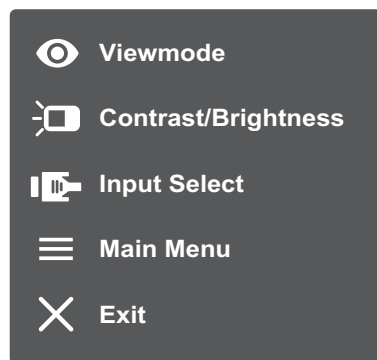 Viewmode
Contrast/Brightness
Input Select
Main Menu
Exit